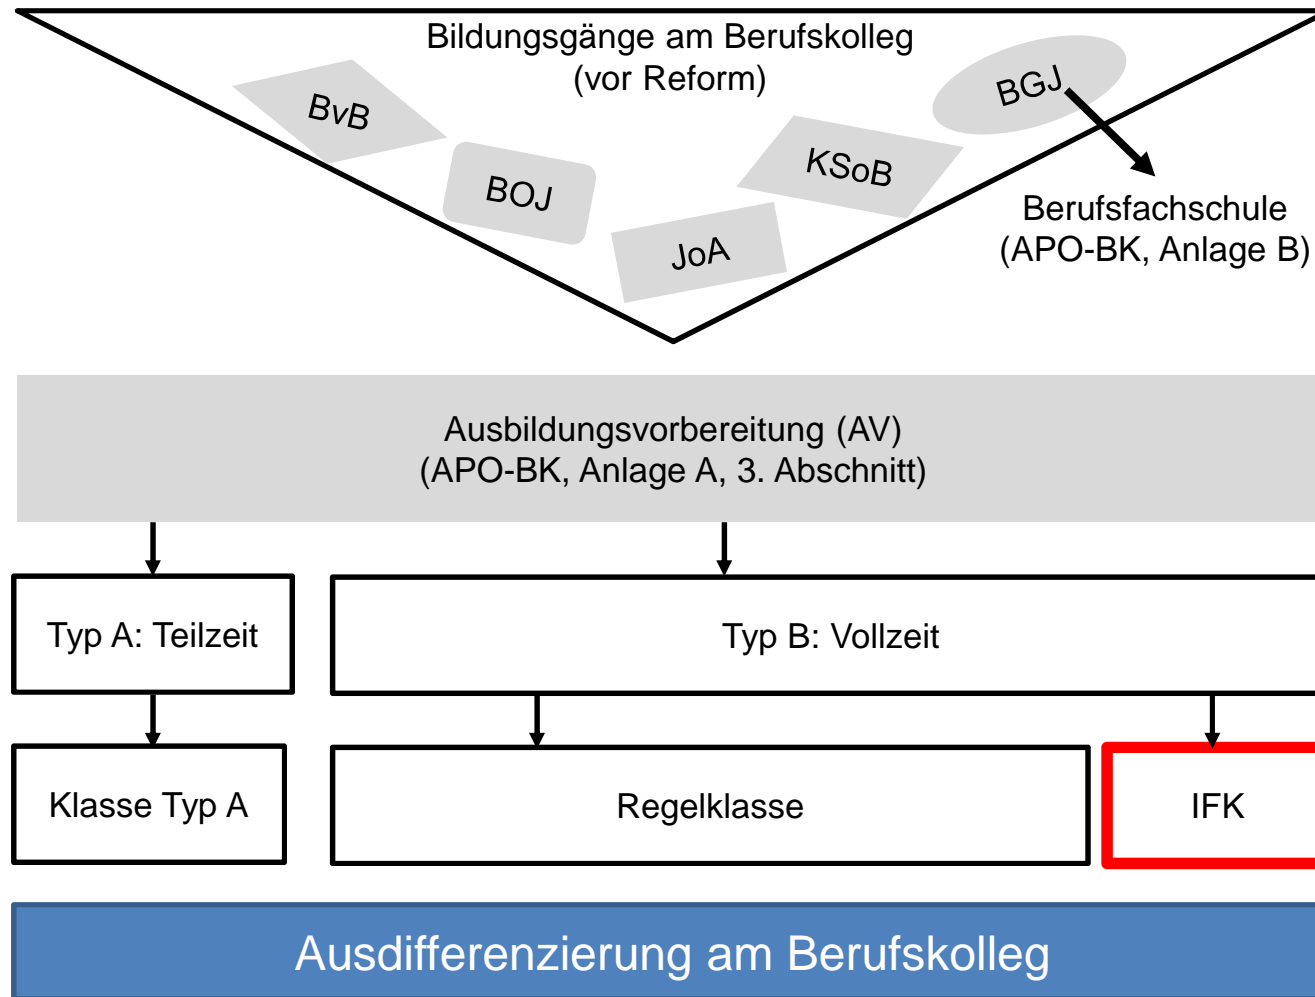 Bildungsgänge am Berufskolleg
(vor Reform)
BvB
BOJ
JoA
KSoB
BGJ
Berufsfachschule
(APO-BK, Anlage B)
Ausbildungsvorbereitung (AV)
(APO-BK, Anlage A, 3. Abschnitt)
Typ A: Teilzeit
Typ B: Vollzeit
Klasse Typ A
Regelklasse
IFK
Ausdifferenzierung am Berufskolleg